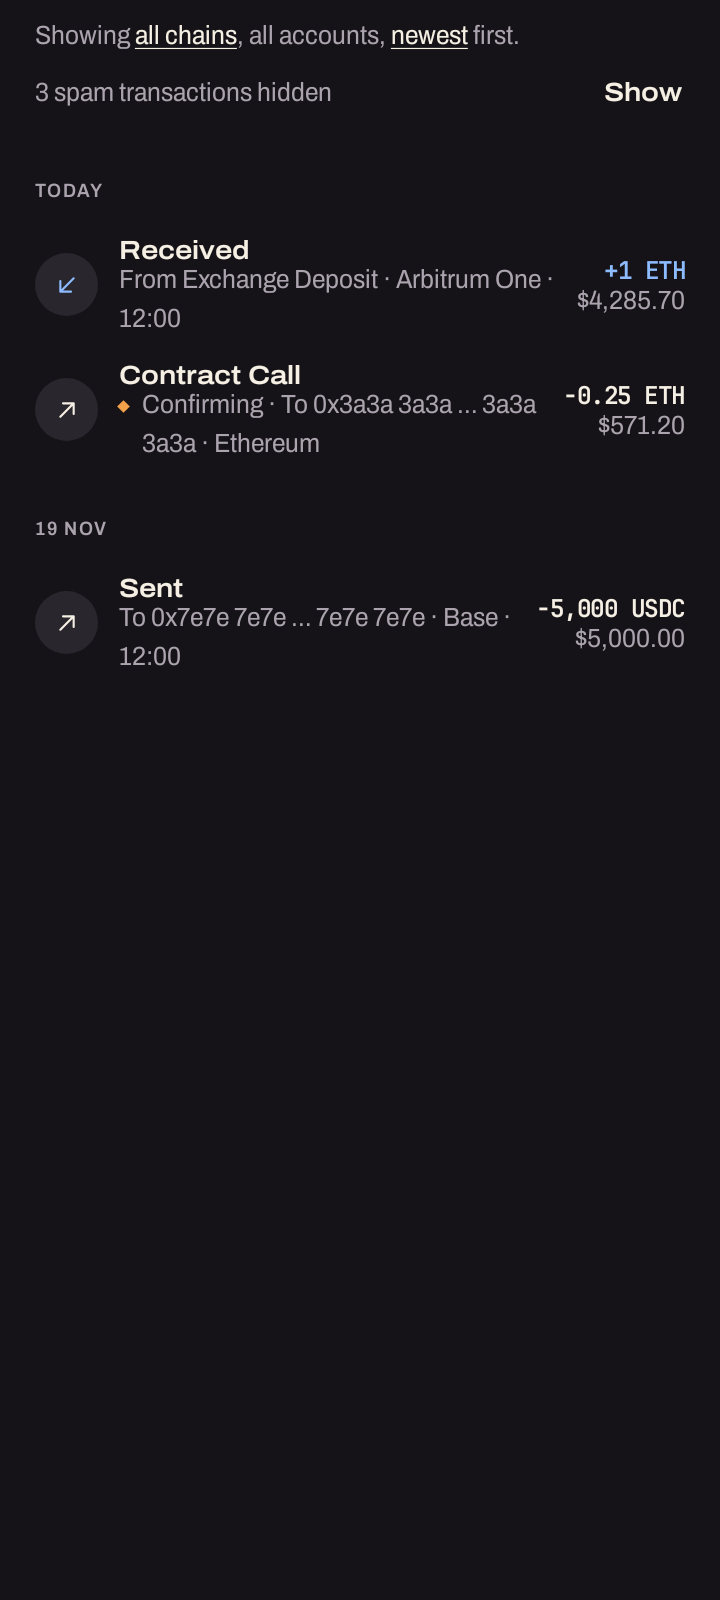 Showing all chains, all accounts, newest first.
3 spam transactions hidden
Show
TODAY
Received
From Exchange Deposit · Arbitrum One ·
12:00
+1 ETH
$4,285.70
Contract Call
Confirming · To 0x3a3a 3a3a ... 3a3a
3a3a · Ethereum
-0.25 ETH
$571.20
19 NOV
Sent
To 0x7e7e 7e7e ... 7e7e 7e7e · Base ·
12:00
-5,000 USDC
$5,000.00